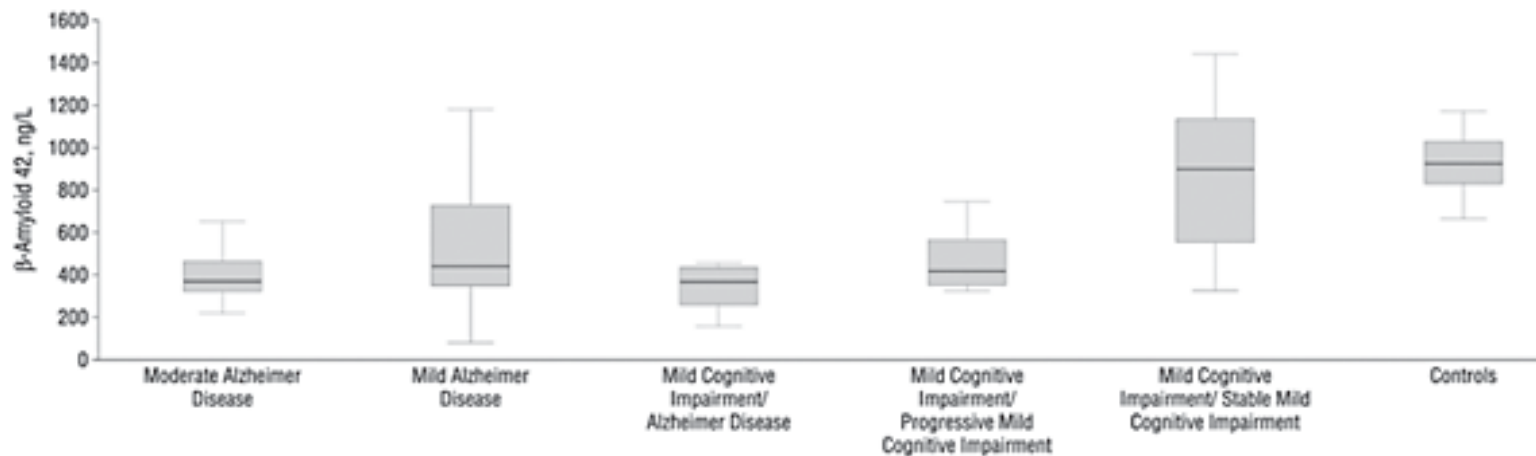 1600
1400
1200
1000
800
600
400
200
0
β-Amyloid 42, ng/L
Moderate Alzheimer
Disease
Mild Alzheimer
Disease
Mild Cognitive
Impairment/
Alzheimer Disease
Mild Cognitive
Impairment/
Progressive Mild
Cognitive Impairment
Mild Cognitive
Impairment/ Stable Mild
Cognitive Impairment
Controls